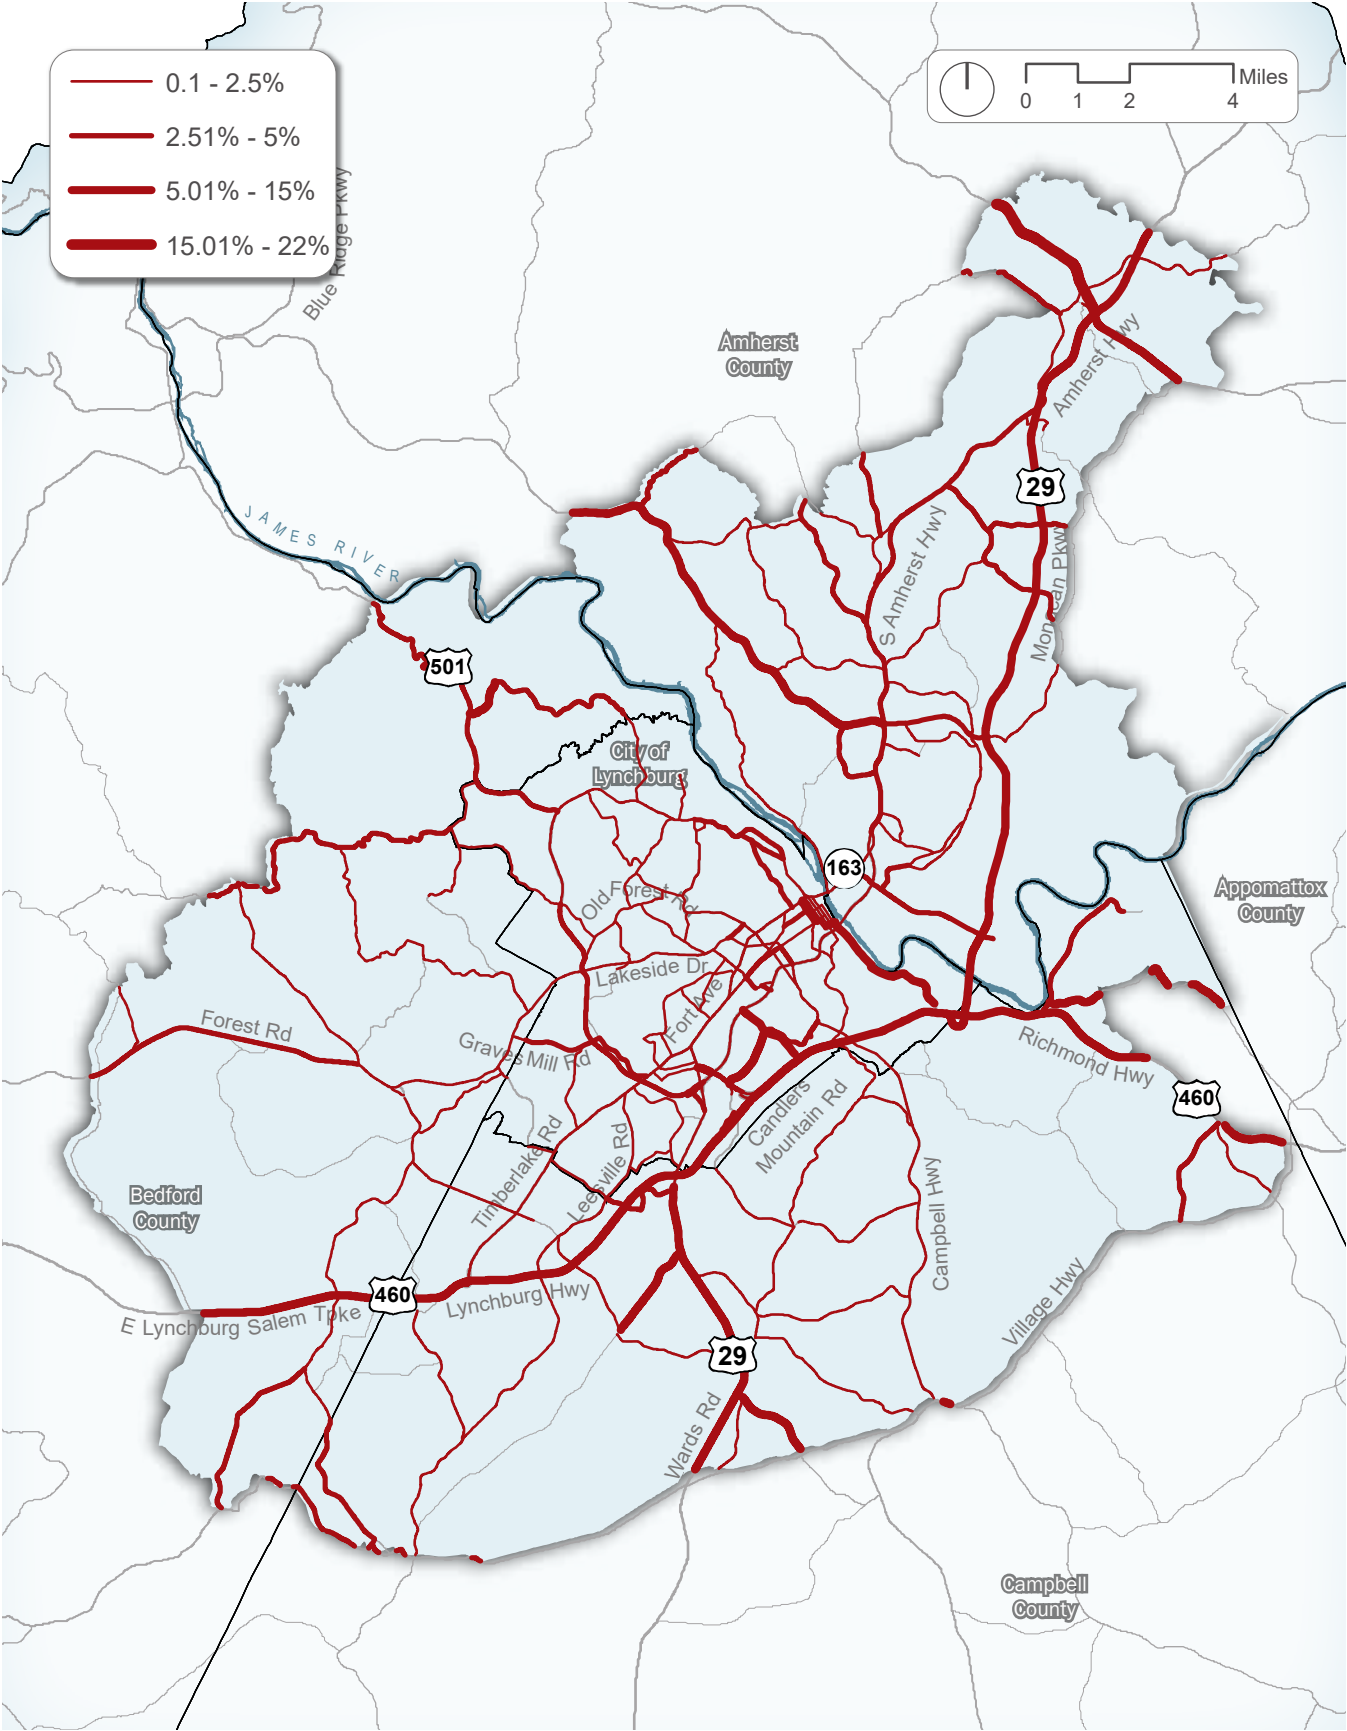 0.1 - 2.5%
2.51% - 5%
5.01% - 15%
15.01% - 22%
Miles
0 1 2 4
Blue Ridge Pkwy
Amherst
County
Amherst Hwy
29
JAMES RIVER
S Amherst Hwy
Monacan Pkwy
501
City of
Lynchburg
163
Appomattox
County
Old Forest Rd
Lakeside Dr
Fort Ave
Forest Rd
Graves Mill Rd
Richmond Hwy
460
Candlers
Mountain Rd
Timberlake Rd
Leesville Rd
Campbell Hwy
Bedford
County
460
Lynchburg Hwy
E Lynchburg Salem Tpke
Village Hwy
29
Wards Rd
Campbell
County